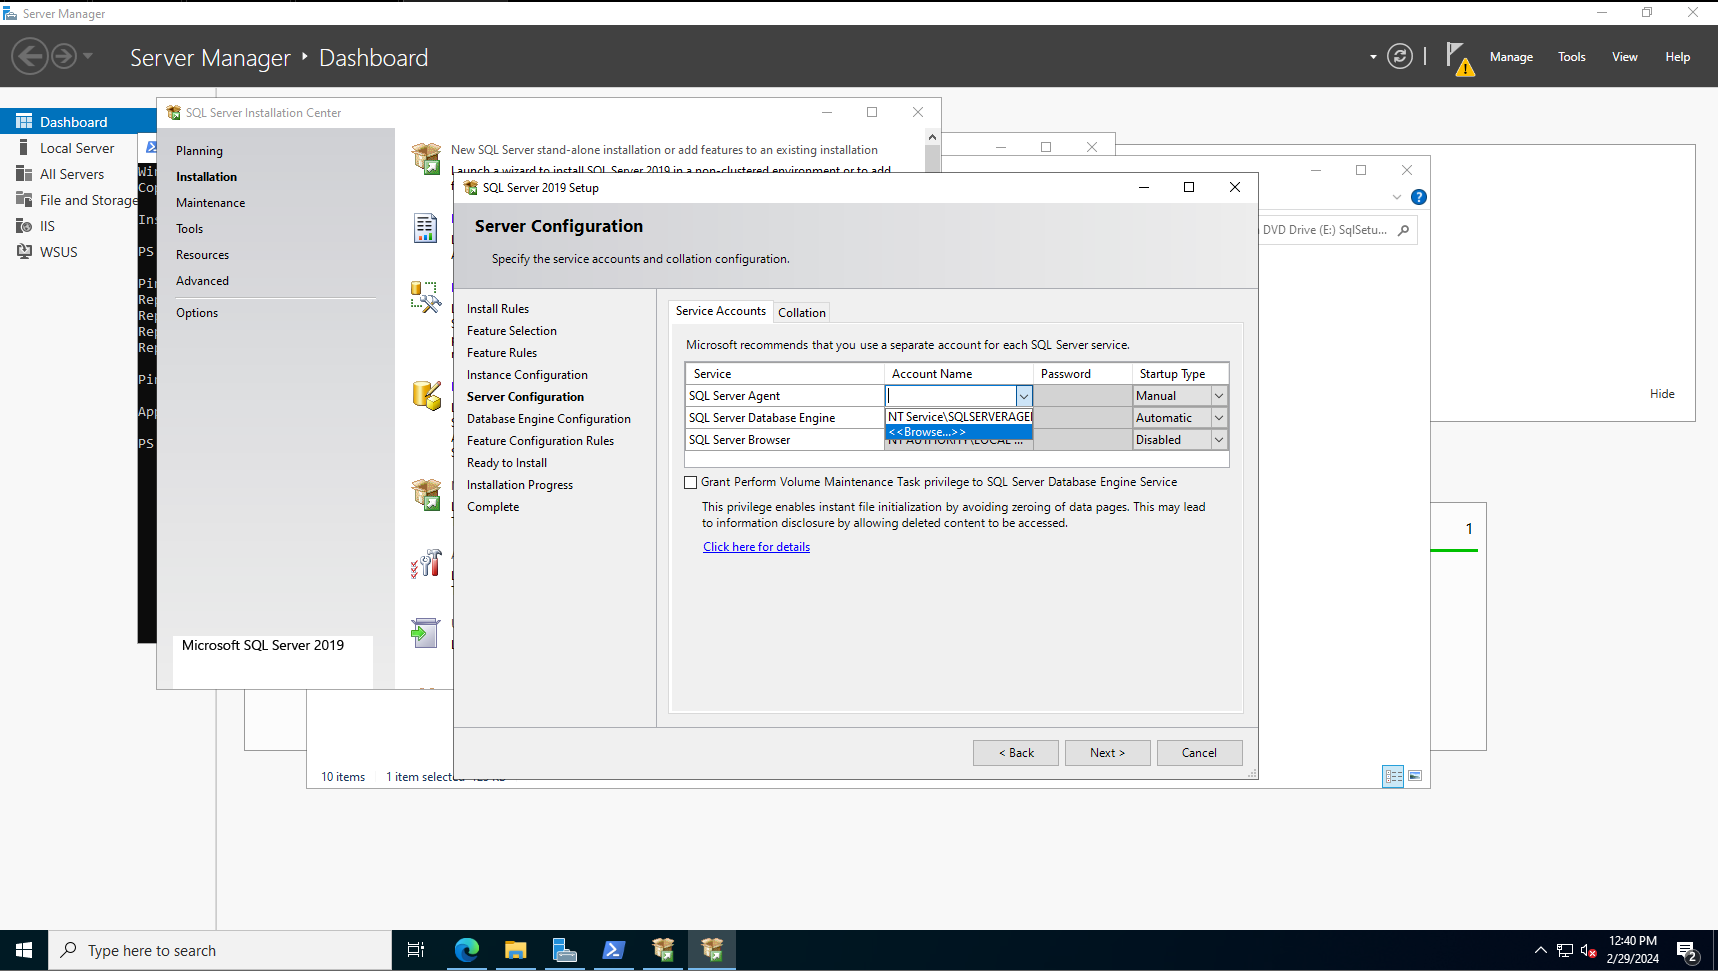 Server Manager
Server Manager
Dashboard
Manage
Tools
View
Help
Dashboard
Local Server
All Servers
File and Storage
IIS
WSUS
SQL Server Installation Center
Planning
Installation
Maintenance
Tools
Resources
Advanced
Options
Microsoft SQL Server 2019
New SQL Server stand-alone installation or add features to an existing installation
Launch a wizard to install SQL Server 2019 in a non-clustered environment or to add
SQL Server 2019 Setup
Server Configuration
Specify the service accounts and collation configuration.
Install Rules
Feature Selection
Feature Rules
Instance Configuration
Server Configuration
Database Engine Configuration
Feature Configuration Rules
Ready to Install
Installation Progress
Complete
Service Accounts
Collation
Microsoft recommends that you use a separate account for each SQL Server service.
Service
Account Name
Password
Startup Type
SQL Server Agent
Manual
SQL Server Database Engine
NT Service\SQLSERVERAGE
Automatic
<<Browse...>>
SQL Server Browser
NT AUTHORITY\LOCAL ...
Disabled
Grant Perform Volume Maintenance Task privilege to SQL Server Database Engine Service
This privilege enables instant file initialization by avoiding zeroing of data pages. This may lead
to information disclosure by allowing deleted content to be accessed.
Click here for details
< Back
Next >
Cancel
DVD Drive (E:) SqlSetu...
Hide
1
10 items
1 item selected
Type here to search
12:40 PM
2/29/2024
2